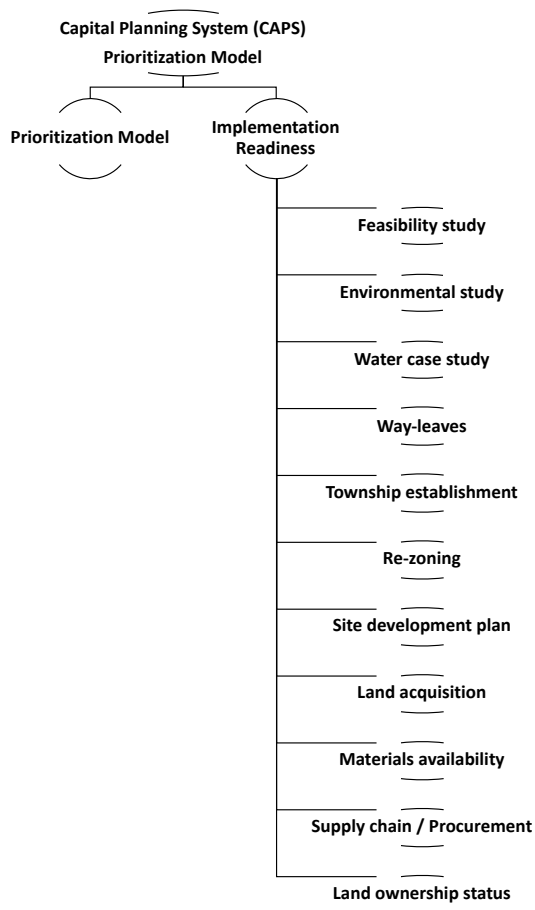 Capital Planning System (CAPS)
Prioritization Model
Prioritization Model
Implementation
Readiness
Feasibility study
Environmental study
Water case study
Way-leaves
Township establishment
Re-zoning
Site development plan
Land acquisition
Materials availability
Supply chain / Procurement
Land ownership status